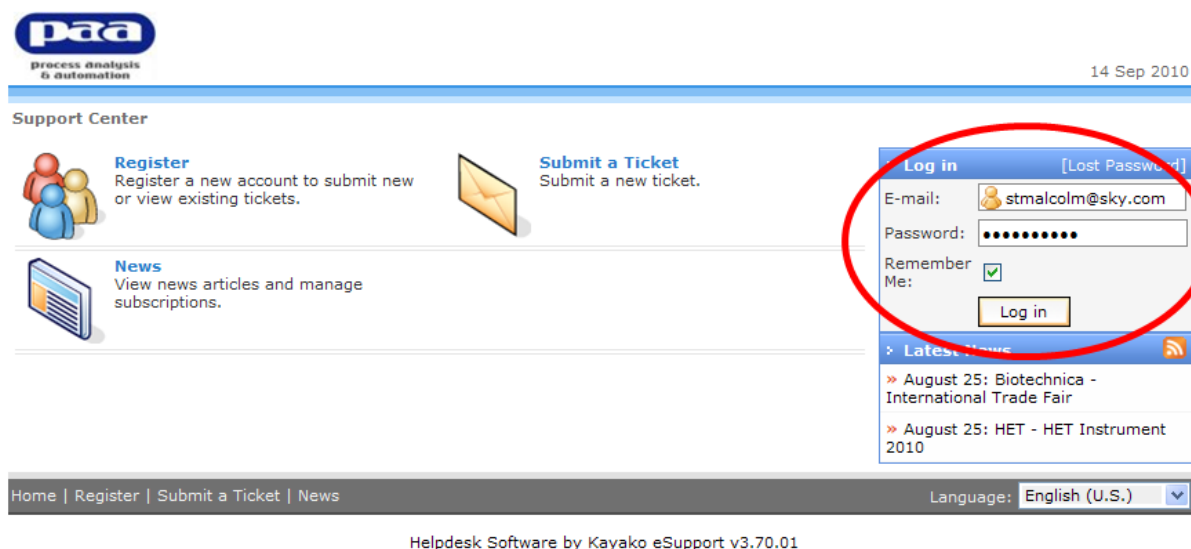 paa
process analysis
& automation
14 Sep 2010
Support Center
Register
Register a new account to submit new
or view existing tickets.
Submit a Ticket
Submit a new ticket.
News
View news articles and manage
subscriptions.
Log in [Lost Password]
E-mail: stmalcolm@sky.com
Password: ••••••••••
Remember
Me:
Log in
Latest News
» August 25: Biotechnica -
International Trade Fair
» August 25: HET - HET Instrument
2010
Home | Register | Submit a Ticket | News
Language: English (U.S.)
Helpdesk Software by Kayako eSupport v3.70.01